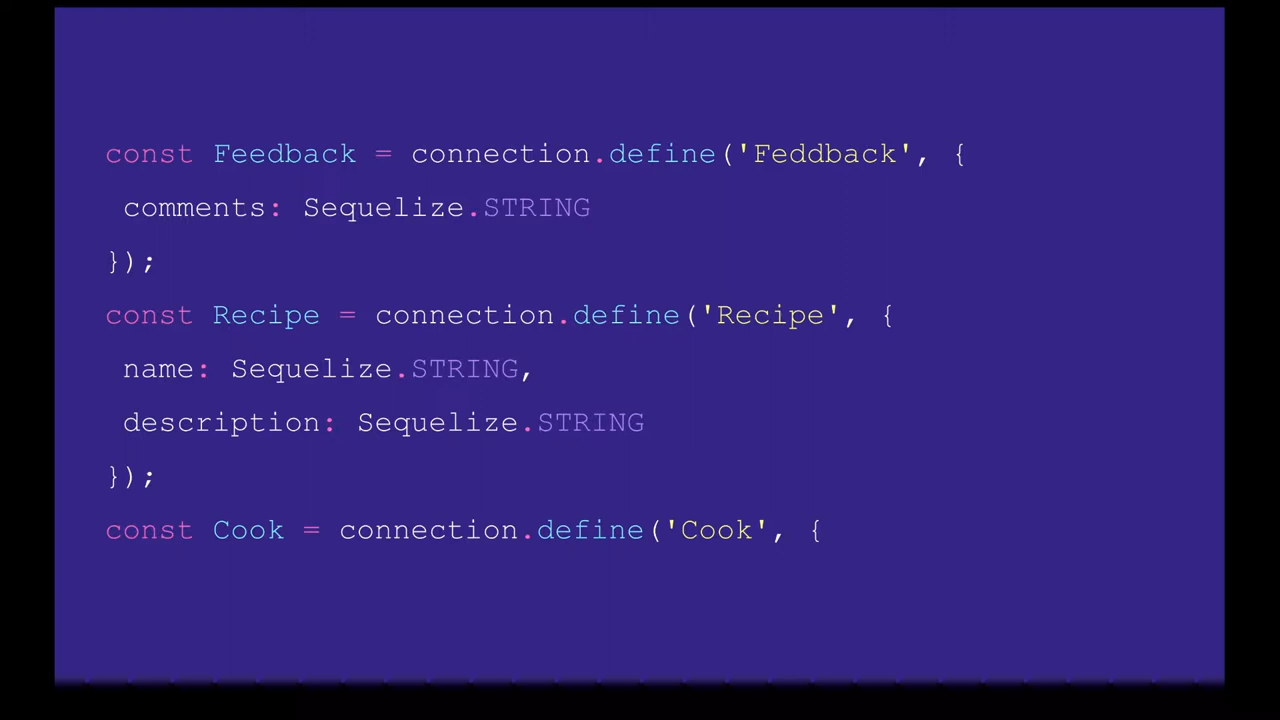 const Feedback = connection.define('Feddback', {
comments: Sequelize.STRING
});
const Recipe = connection.define('Recipe', {
name: Sequelize.STRING,
description: Sequelize.STRING
});
const Cook = connection.define('Cook', {